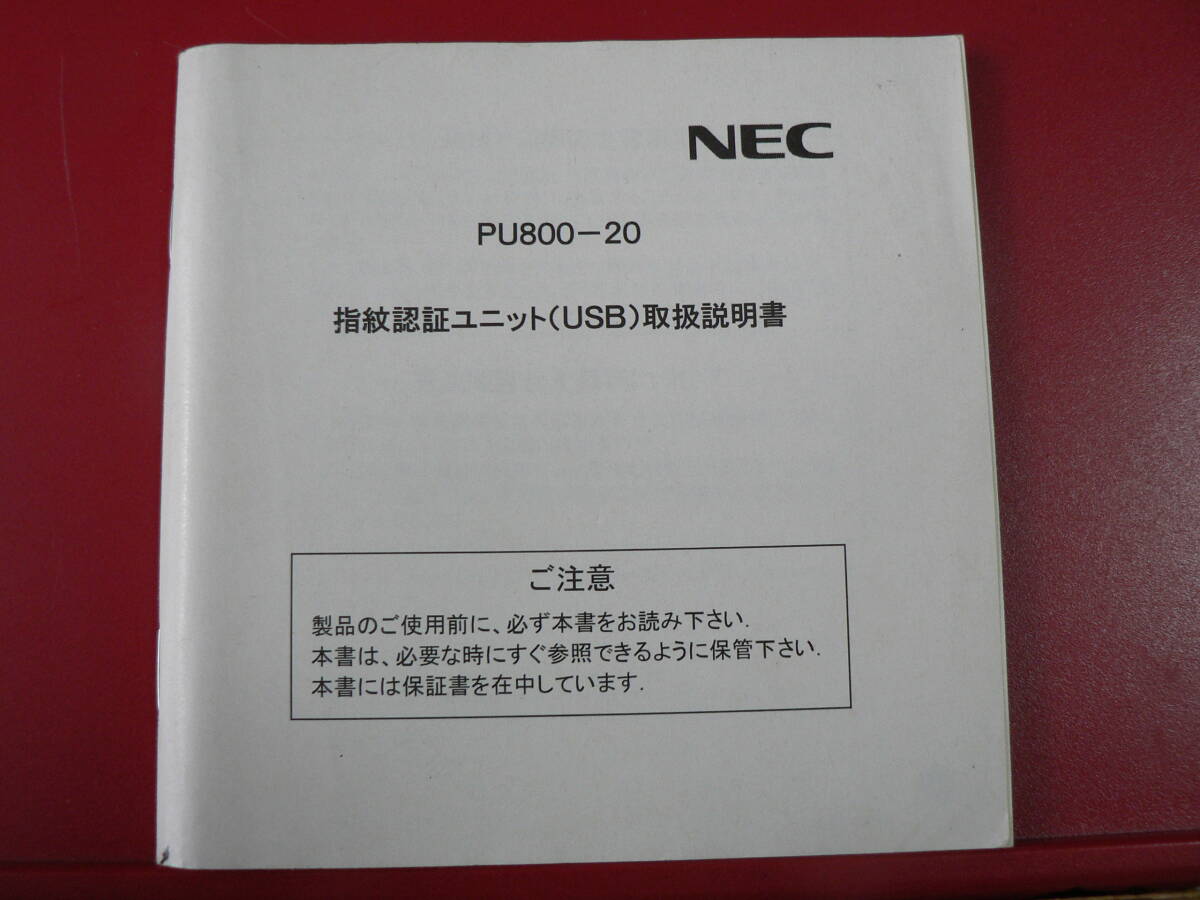 NEC
PU800－20
指紋認証ユニット（USB）取扱説明書
ご注意
製品のご使用前に、必ず本書をお読み下さい．
本書は、必要な時にすぐ参照できるように保管下さい．
本書には保証書を在中しています．